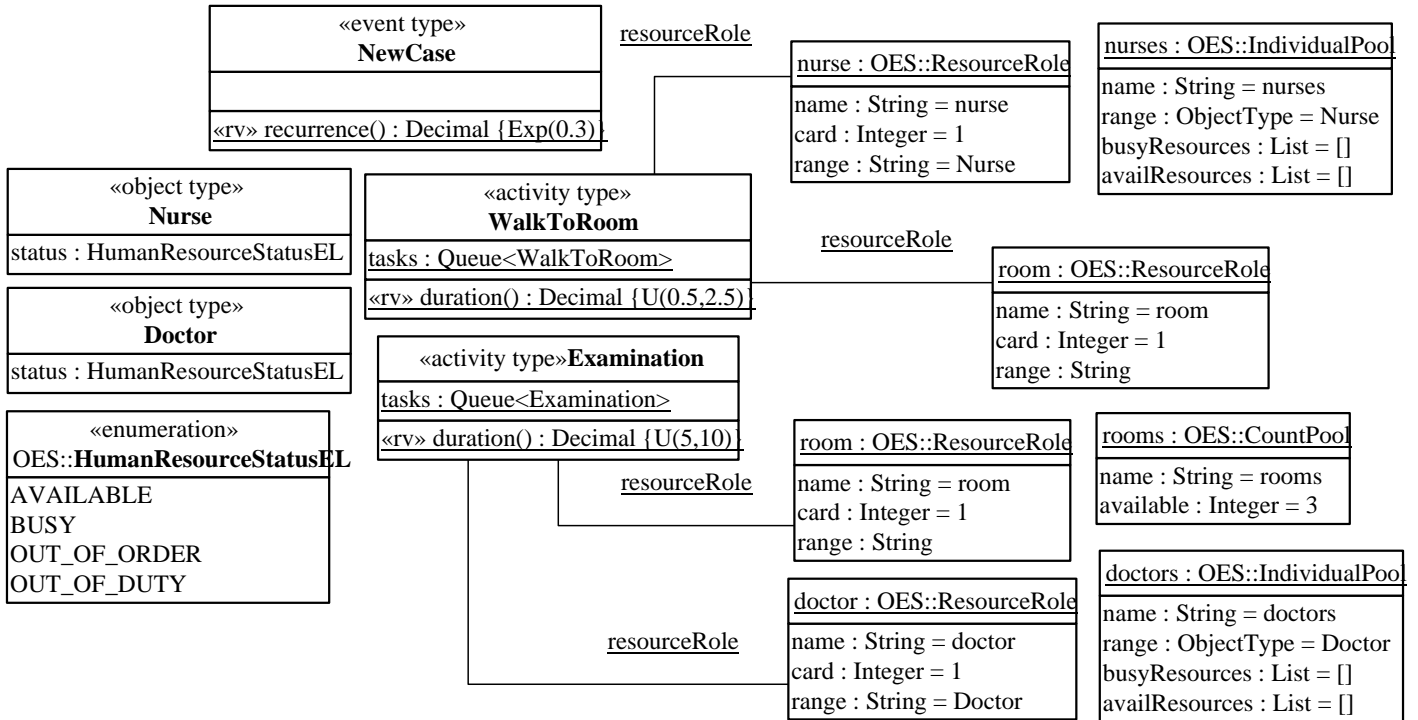 «event type»
NewCase
«rv» recurrence() : Decimal {Exp(0.3)}
resourceRole
nurse : OES::ResourceRole
name : String = nurse
card : Integer = 1
range : String = Nurse
nurses : OES::IndividualPool
name : String = nurses
range : ObjectType = Nurse
busyResources : List = []
availResources : List = []
«object type»
Nurse
status : HumanResourceStatusEL
«activity type»
WalkToRoom
tasks : Queue<WalkToRoom>
«rv» duration() : Decimal {U(0.5,2.5)}
resourceRole
room : OES::ResourceRole
name : String = room
card : Integer = 1
range : String
«object type»
Doctor
status : HumanResourceStatusEL
«activity type»Examination
tasks : Queue<Examination>
«rv» duration() : Decimal {U(5,10)}
«enumeration»
OES::HumanResourceStatusEL
AVAILABLE
BUSY
OUT_OF_ORDER
OUT_OF_DUTY
resourceRole
room : OES::ResourceRole
name : String = room
card : Integer = 1
range : String
rooms : OES::CountPool
name : String = rooms
available : Integer = 3
resourceRole
doctor : OES::ResourceRole
name : String = doctor
card : Integer = 1
range : String = Doctor
doctors : OES::IndividualPool
name : String = doctors
range : ObjectType = Doctor
busyResources : List = []
availResources : List = []